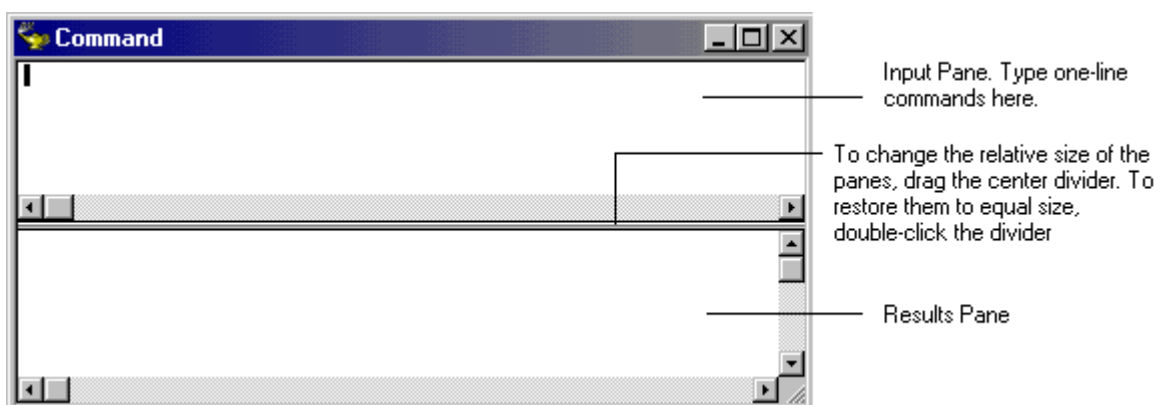 Command
Input Pane. Type one-line
commands here.
To change the relative size of the
panes, drag the center divider. To
restore them to equal size,
double-click the divider
Results Pane